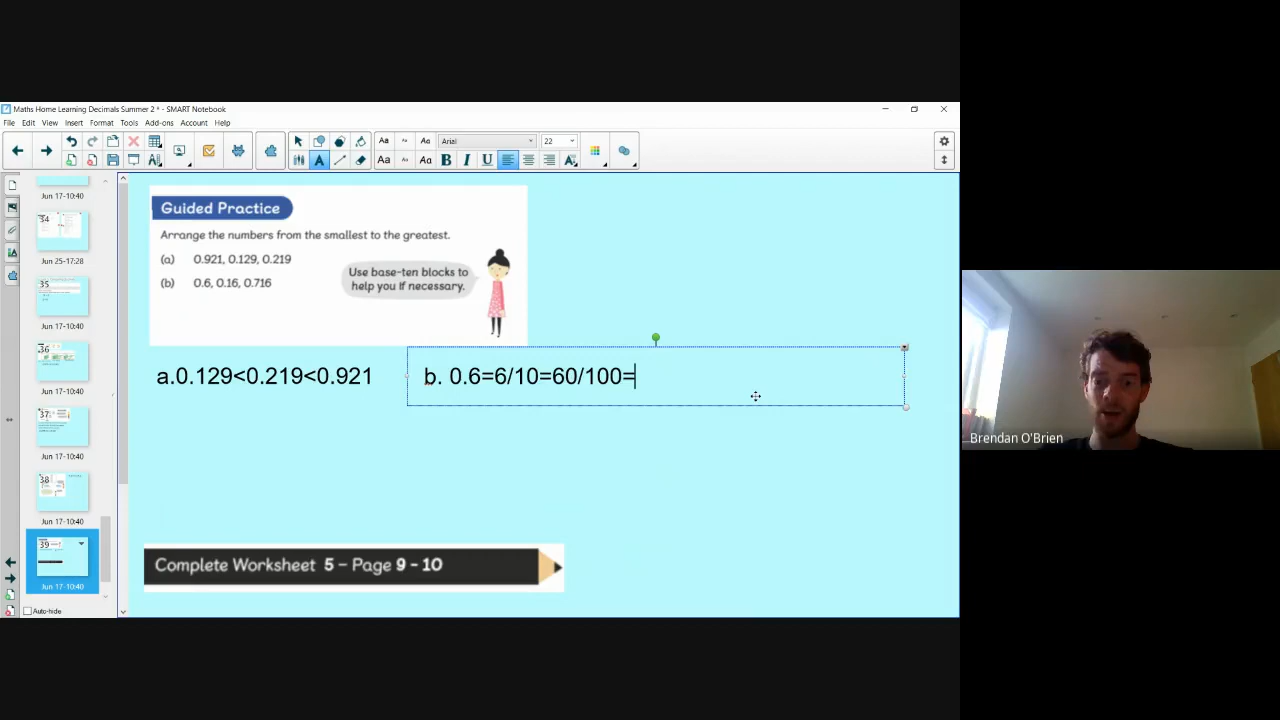 Maths Home Learning Decimals Summer 2 * - SMART Notebook
File Edit View Insert Format Tools Add-ons Account Help
Arial 22
Jun 17-10:40
34
Jun 25-17:28
35
Jun 17-10:40
36
Jun 17-10:40
37
Jun 17-10:40
38
Jun 17-10:40
39
Jun 17-10:40
Auto-hide
Guided Practice
Arrange the numbers from the smallest to the greatest.
(a) 0.921, 0.129, 0.219
(b) 0.6, 0.16, 0.716
Use base-ten blocks to
help you if necessary.
a.0.129<0.219<0.921
b. 0.6=6/10=60/100=
Complete Worksheet 5 – Page 9 - 10
Brendan O'Brien